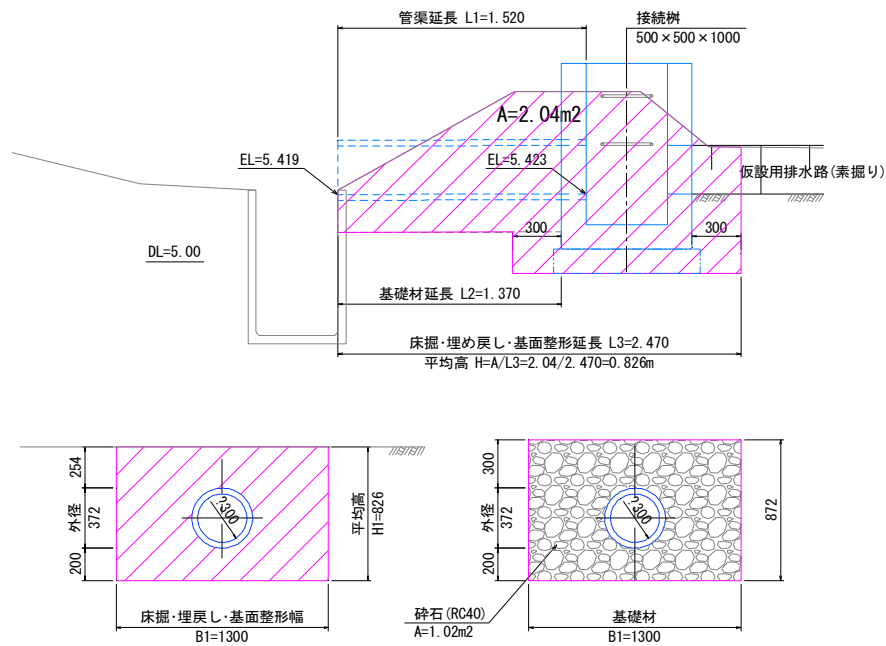 管渠延長 L1=1.520
接続桝
500×500×1000
A=2.04m2
EL=5.419
EL=5.423
仮設用排水路(素掘り)
300
300
DL=5.00
基礎材延長 L2=1.370
床掘・埋め戻し・基面整形延長 L3=2.470
平均高 H=A/L3=2.04/2.470=0.826m
254
外径
372
200
?300
平均高
H1=826
床掘・埋戻し・基面整形幅
B1=1300
300
外径
372
200
?300
872
砕石(RC40)
A=1.02m2
基礎材
B1=1300